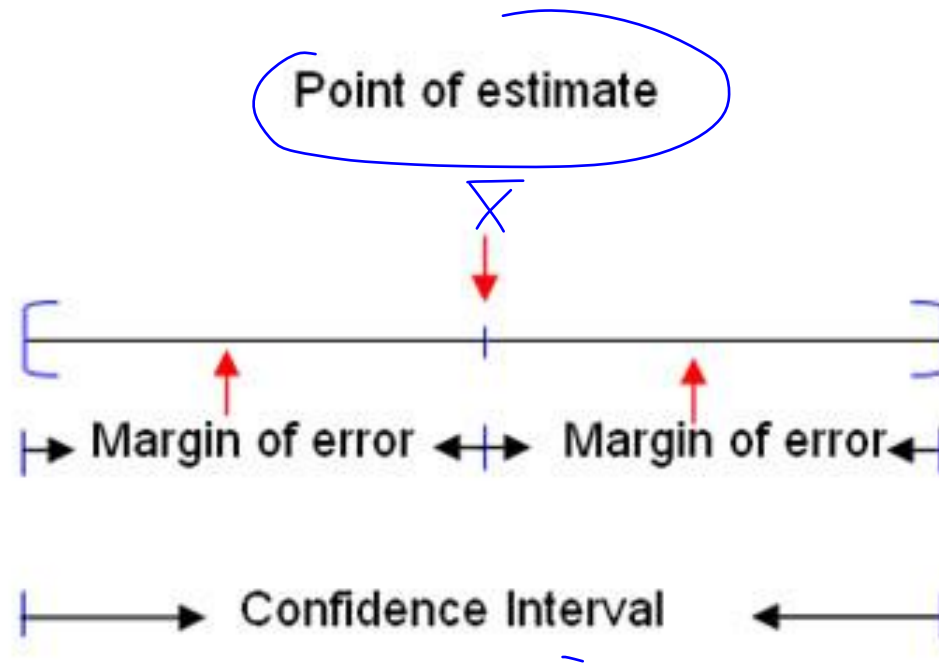 Point of estimate
x̄
Margin of error Margin of error
Confidence Interval